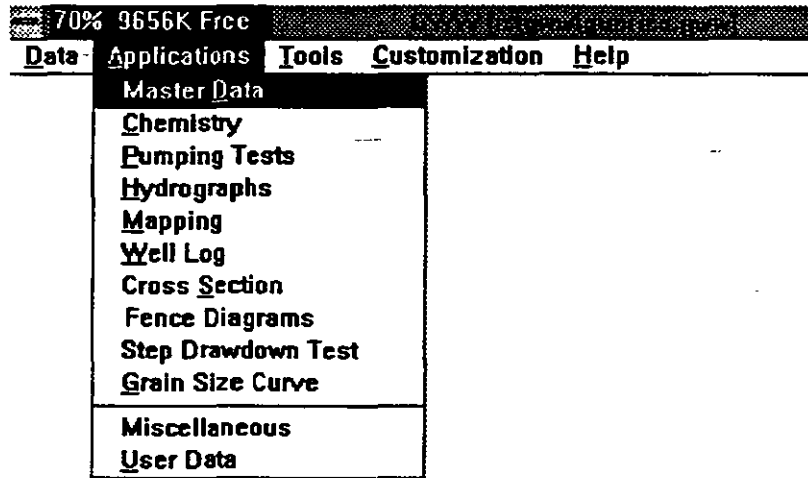 70% 9656K Free
Data Applications Tools Customization Help
Master Data
Chemistry
Pumping Tests
Hydrographs
Mapping
Well Log
Cross Section
Fence Diagrams
Step Drawdown Test
Grain Size Curve
Miscellaneous
User Data